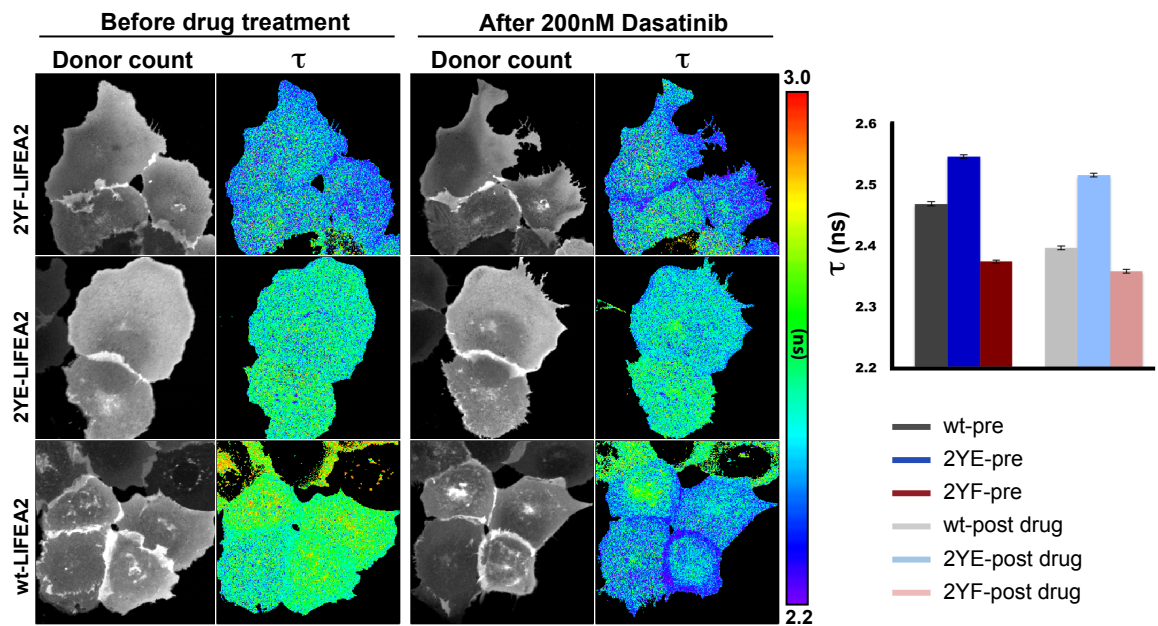 Before drug treatment
After 200nM Dasatinib
Donor count
τ
Donor count
τ
2YF-LIFEA2
2YE-LIFEA2
wt-LIFEA2
3.0
(ns)
2.2
2.6
2.5
2.4
2.3
2.2
τ (ns)
wt-pre
2YE-pre
2YF-pre
wt-post drug
2YE-post drug
2YF-post drug